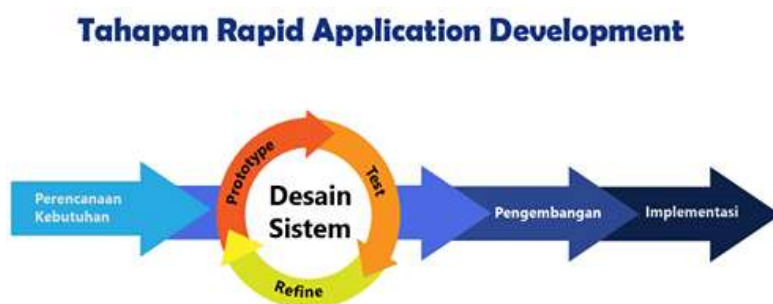 Tahapan Rapid Application Development
Perencanaan
Kebutuhan
Prototype
Test
Refine
Desain
Sistem
Pengembangan
Implementasi